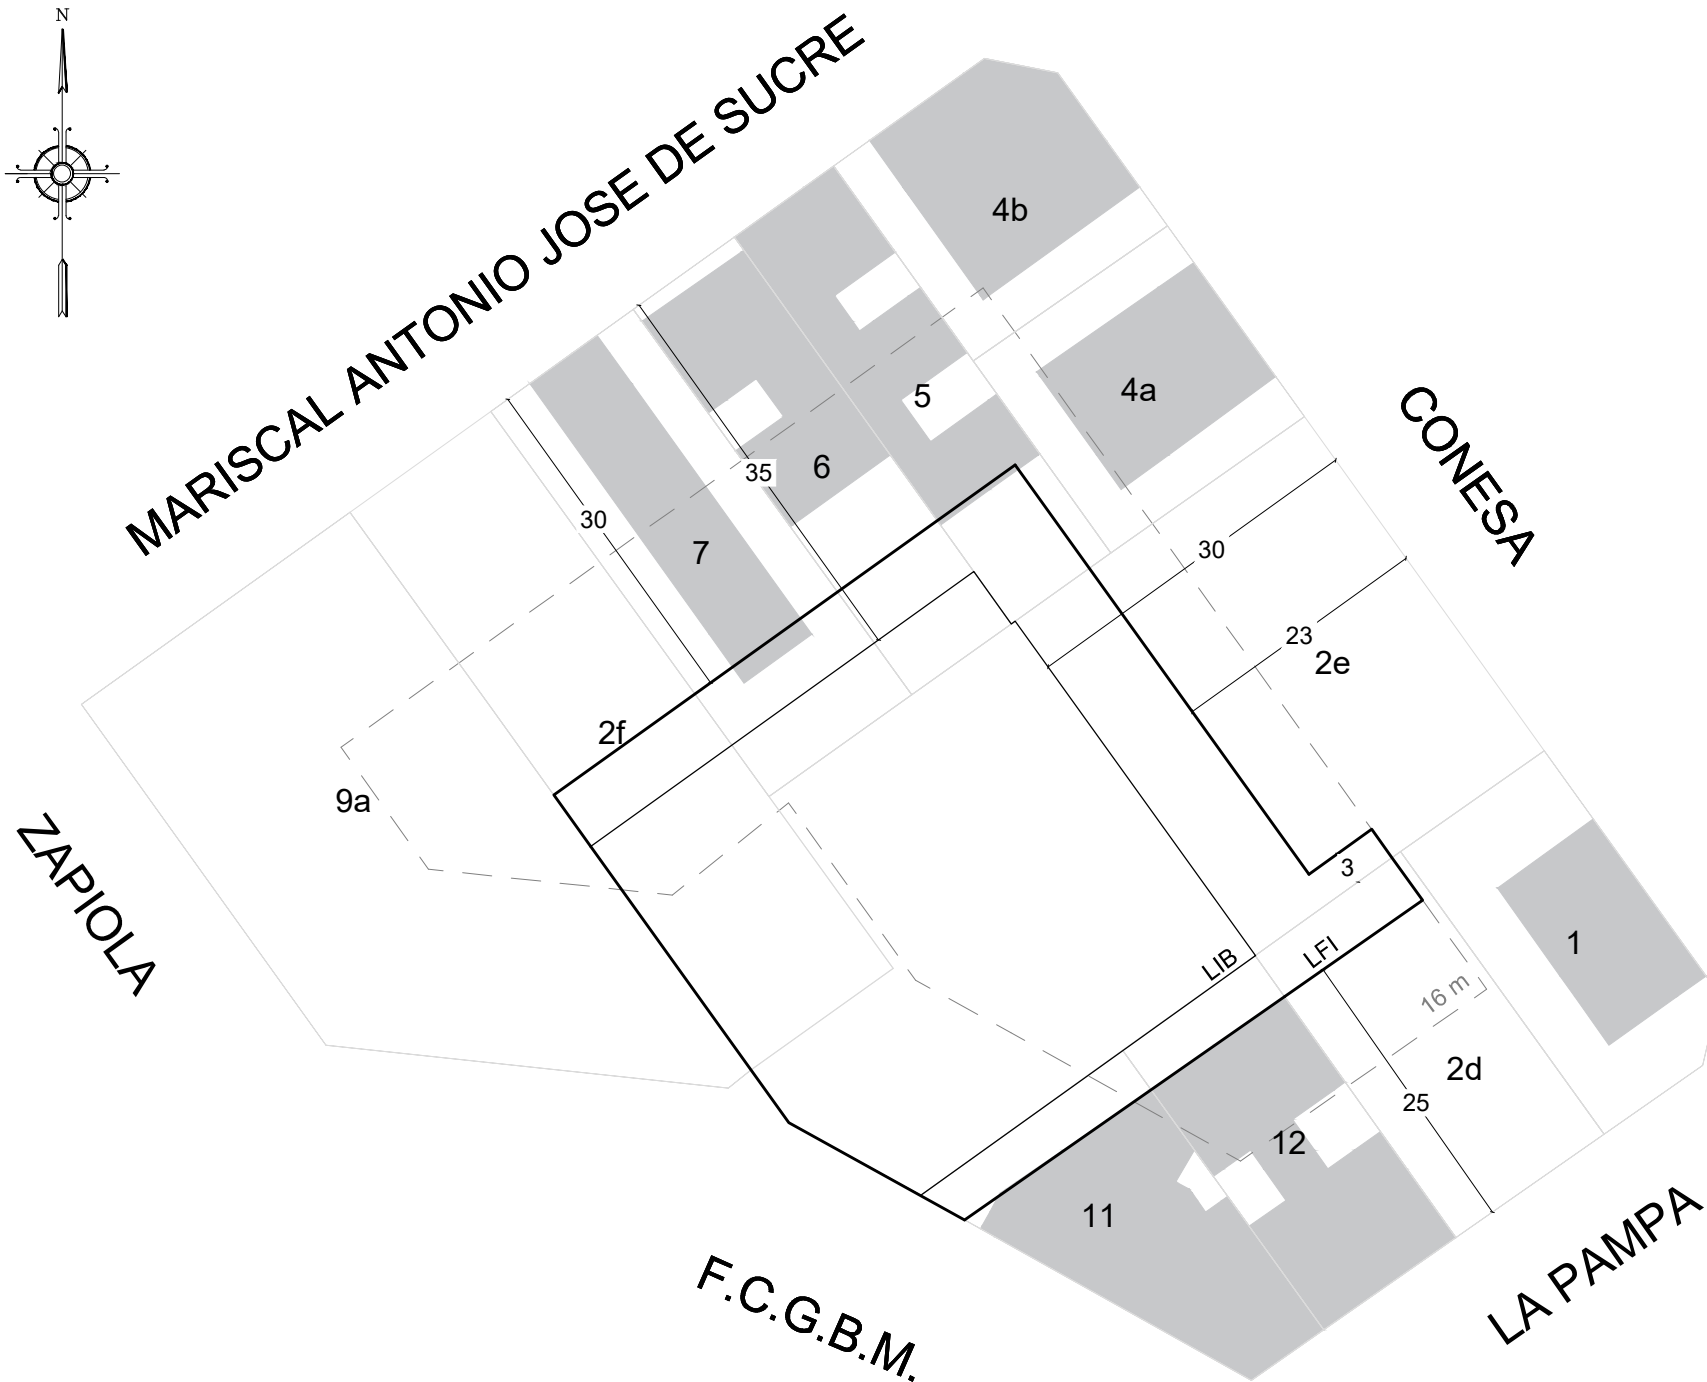 N
MARISCAL ANTONIO JOSE DE SUCRE
4b
4a
5
CONESA
35
6
30
7
30
23
2e
2f
9a
ZAPIOLA
3
LIB
LFI
1
16 m
2d
25
12
11
LA PAMPA
F.C.G.B.M.